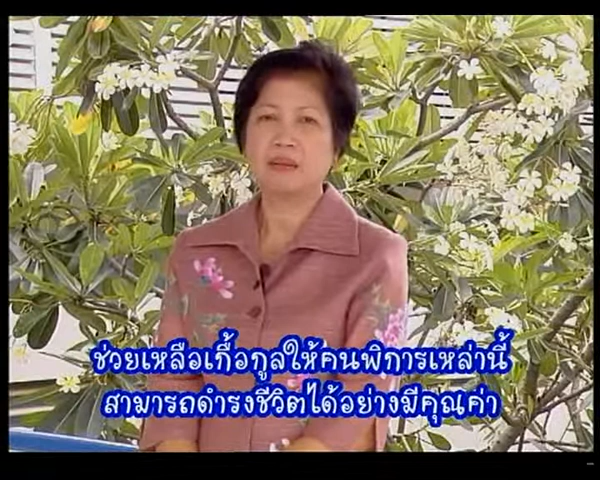 ช่วยเหลือเกื้อกูลให้คนพิการเหล่านี้
สามารถดำรงชีวิตได้อย่างมีคุณค่า